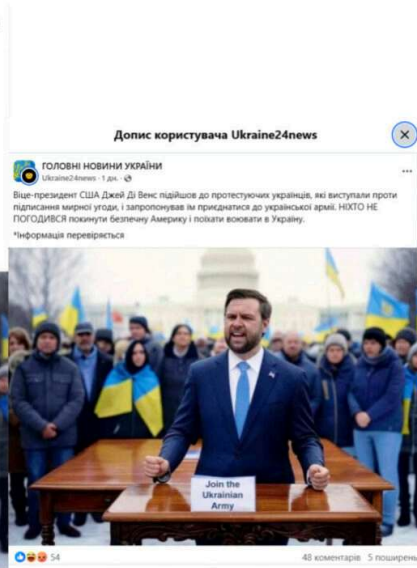 Допис користувача Ukraine24news
ГОЛОВНІ НОВИНИ УКРАЇНИ
Ukraine24news · 1 дн. ·
Віце-президент США Джей Ді Венс підійшов до протестуючих українців, які виступали проти
підписання мирної угоди, і запропонував їм приєднатися до української армії. НІХТО НЕ
ПОГОДИВСЯ покинути безпечну Америку і поїхати воювати в Україну.
*Інформація перевіряється
Join the
Ukrainian
Army
54
48 коментарів 5 поширень